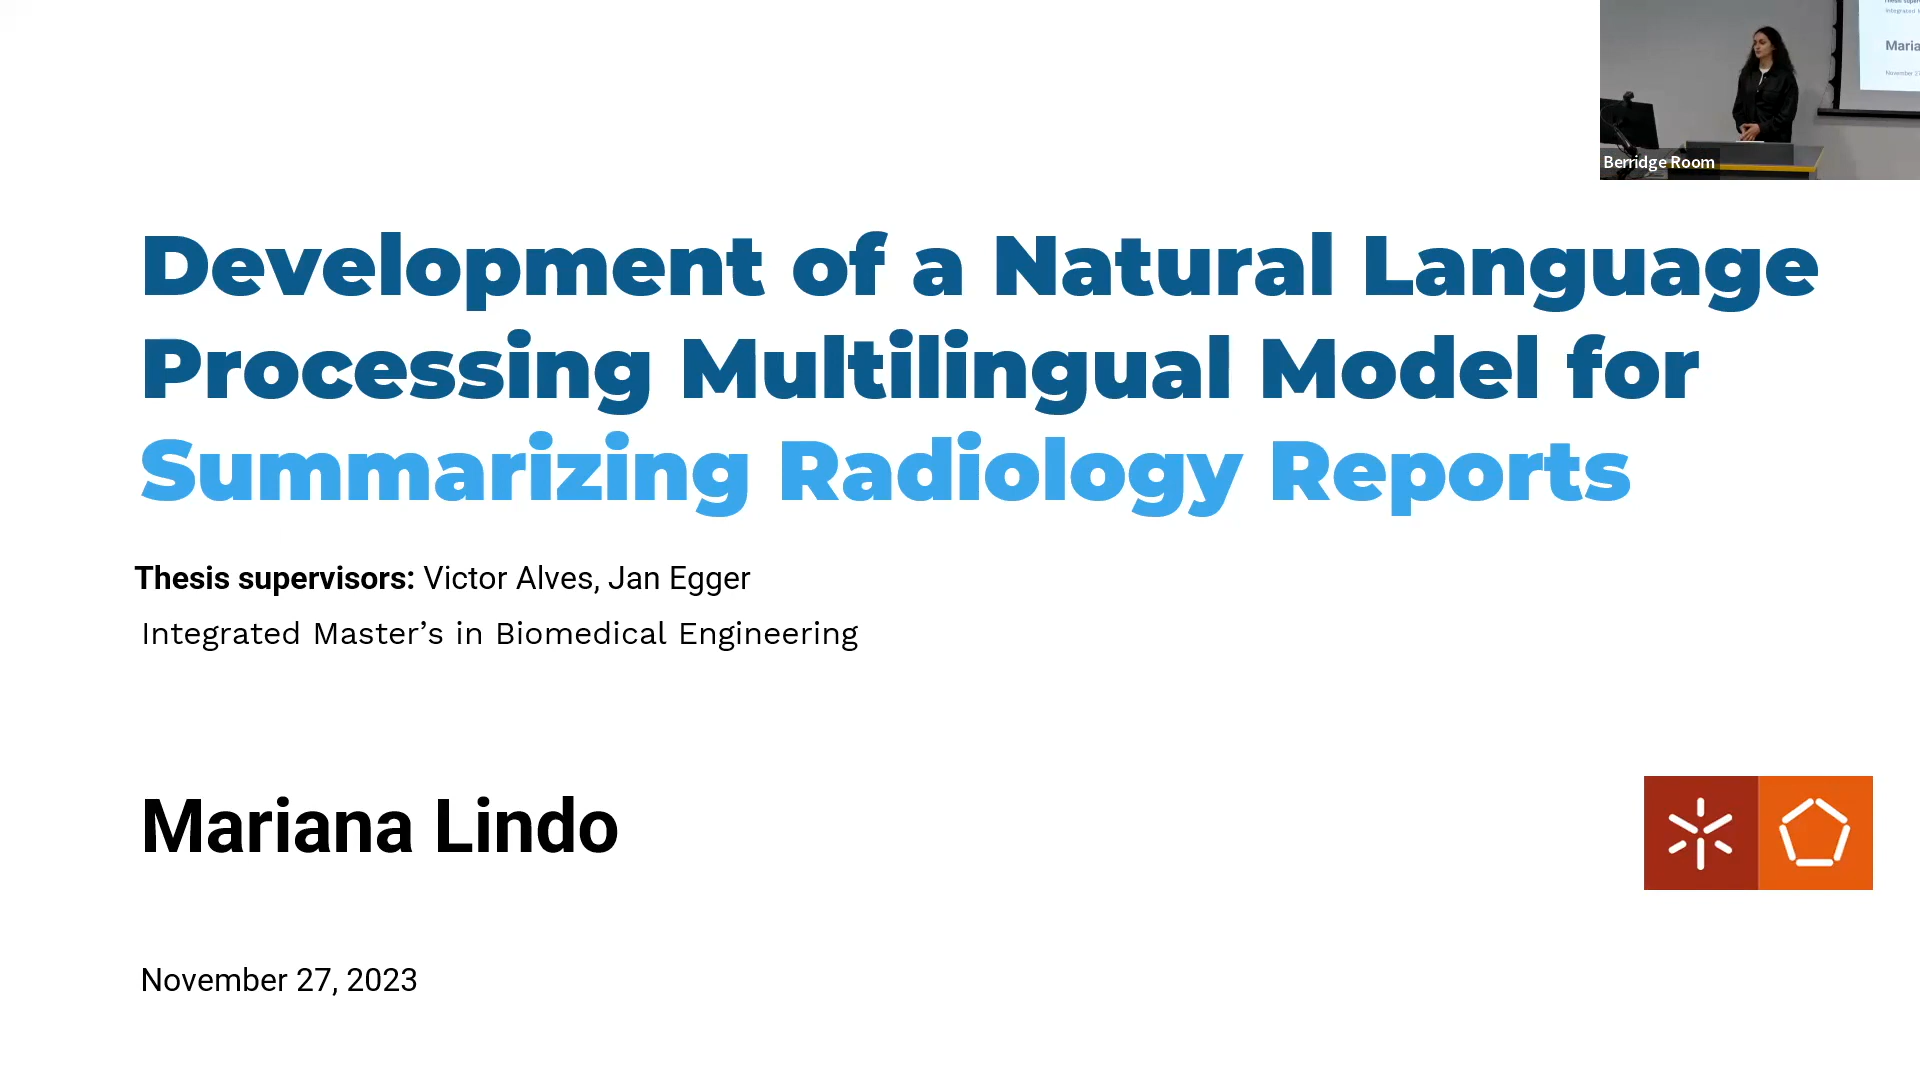 Berridge Room
Maria
Development of a Natural Language
Processing Multilingual Model for
Summarizing Radiology Reports
Thesis supervisors: Victor Alves, Jan Egger
Integrated Master’s in Biomedical Engineering
Mariana Lindo
November 27, 2023